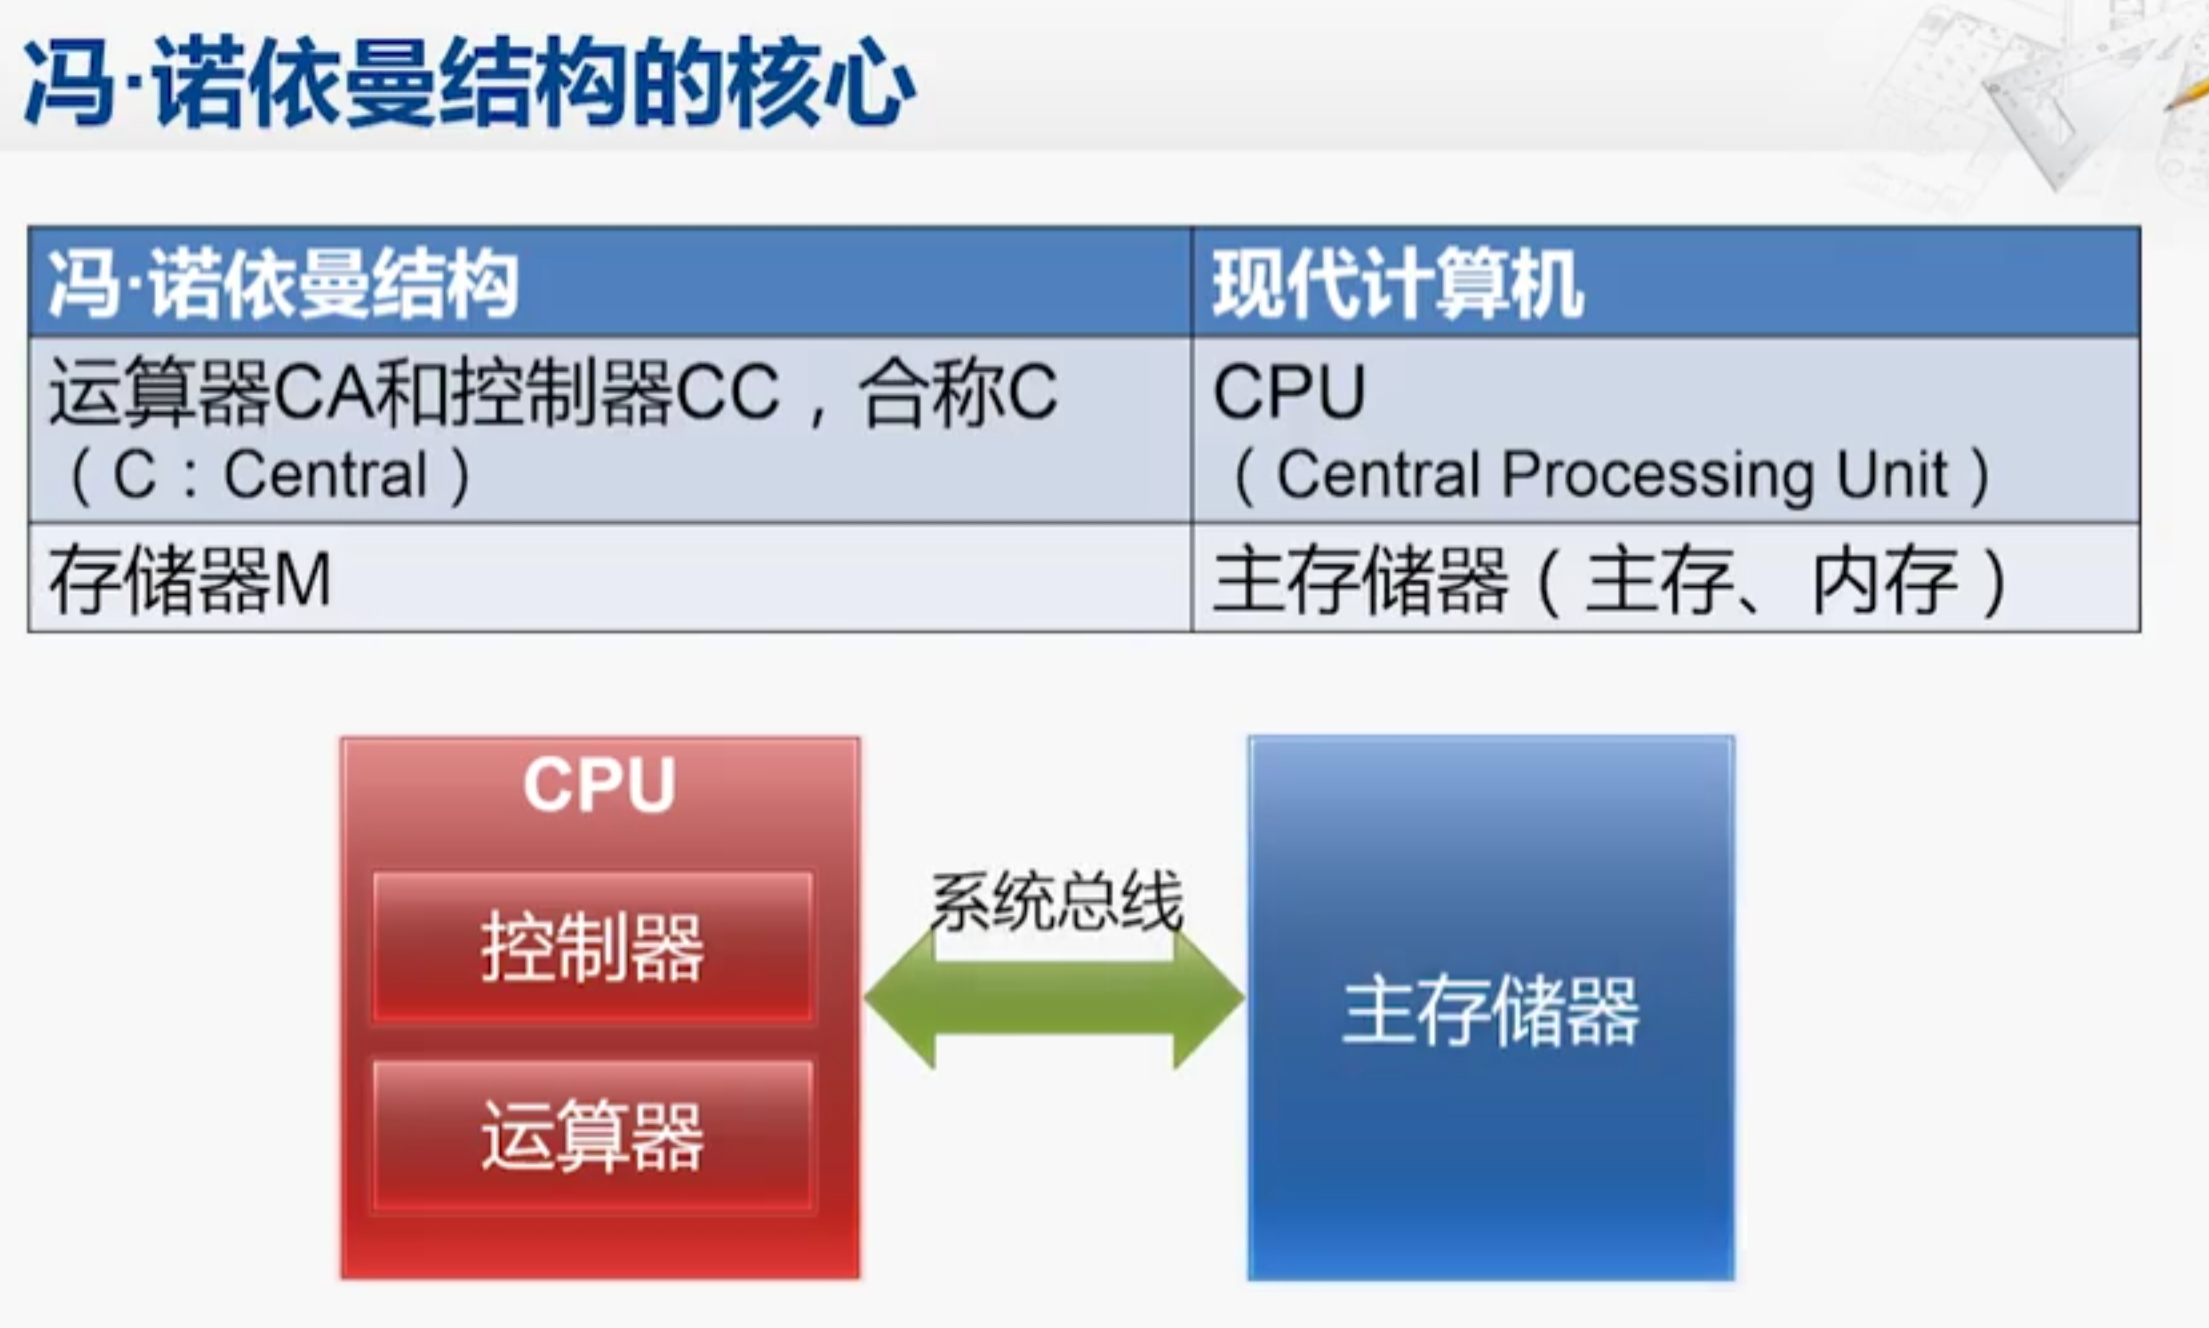 冯·诺依曼结构的核心
冯·诺依曼结构
现代计算机
运算器CA和控制器CC，合称C
（C：Central）
CPU
（Central Processing Unit）
存储器M
主存储器（主存、内存）
CPU
控制器
运算器
系统总线
主存储器